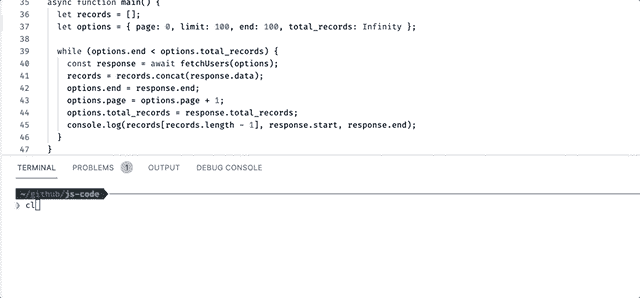 35 async function main() {
36 let records = [];
37 let options = { page: 0, limit: 100, end: 100, total_records: Infinity };
38
39 while (options.end < options.total_records) {
40 const response = await fetchUsers(options);
41 records = records.concat(response.data);
42 options.end = response.end;
43 options.page = options.page + 1;
44 options.total_records = response.total_records;
45 console.log(records[records.length - 1], response.start, response.end);
46 }
47 }
TERMINAL PROBLEMS 1 OUTPUT DEBUG CONSOLE
~/github/js-code
❯ cl